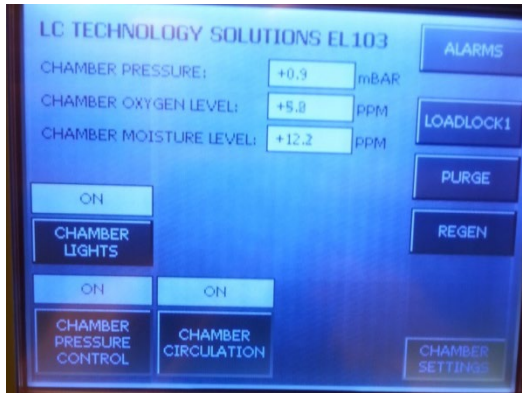 LC TECHNOLOGY SOLUTIONS EL103
ALARMS
CHAMBER PRESSURE: +0.9 mBAR
CHAMBER OXYGEN LEVEL: +5.8 PPM
LOADLOCK1
CHAMBER MOISTURE LEVEL: +12.2 PPM
PURGE
ON
CHAMBER
LIGHTS
REGEN
ON
ON
CHAMBER
PRESSURE
CONTROL
CHAMBER
CIRCULATION
CHAMBER
SETTINGS